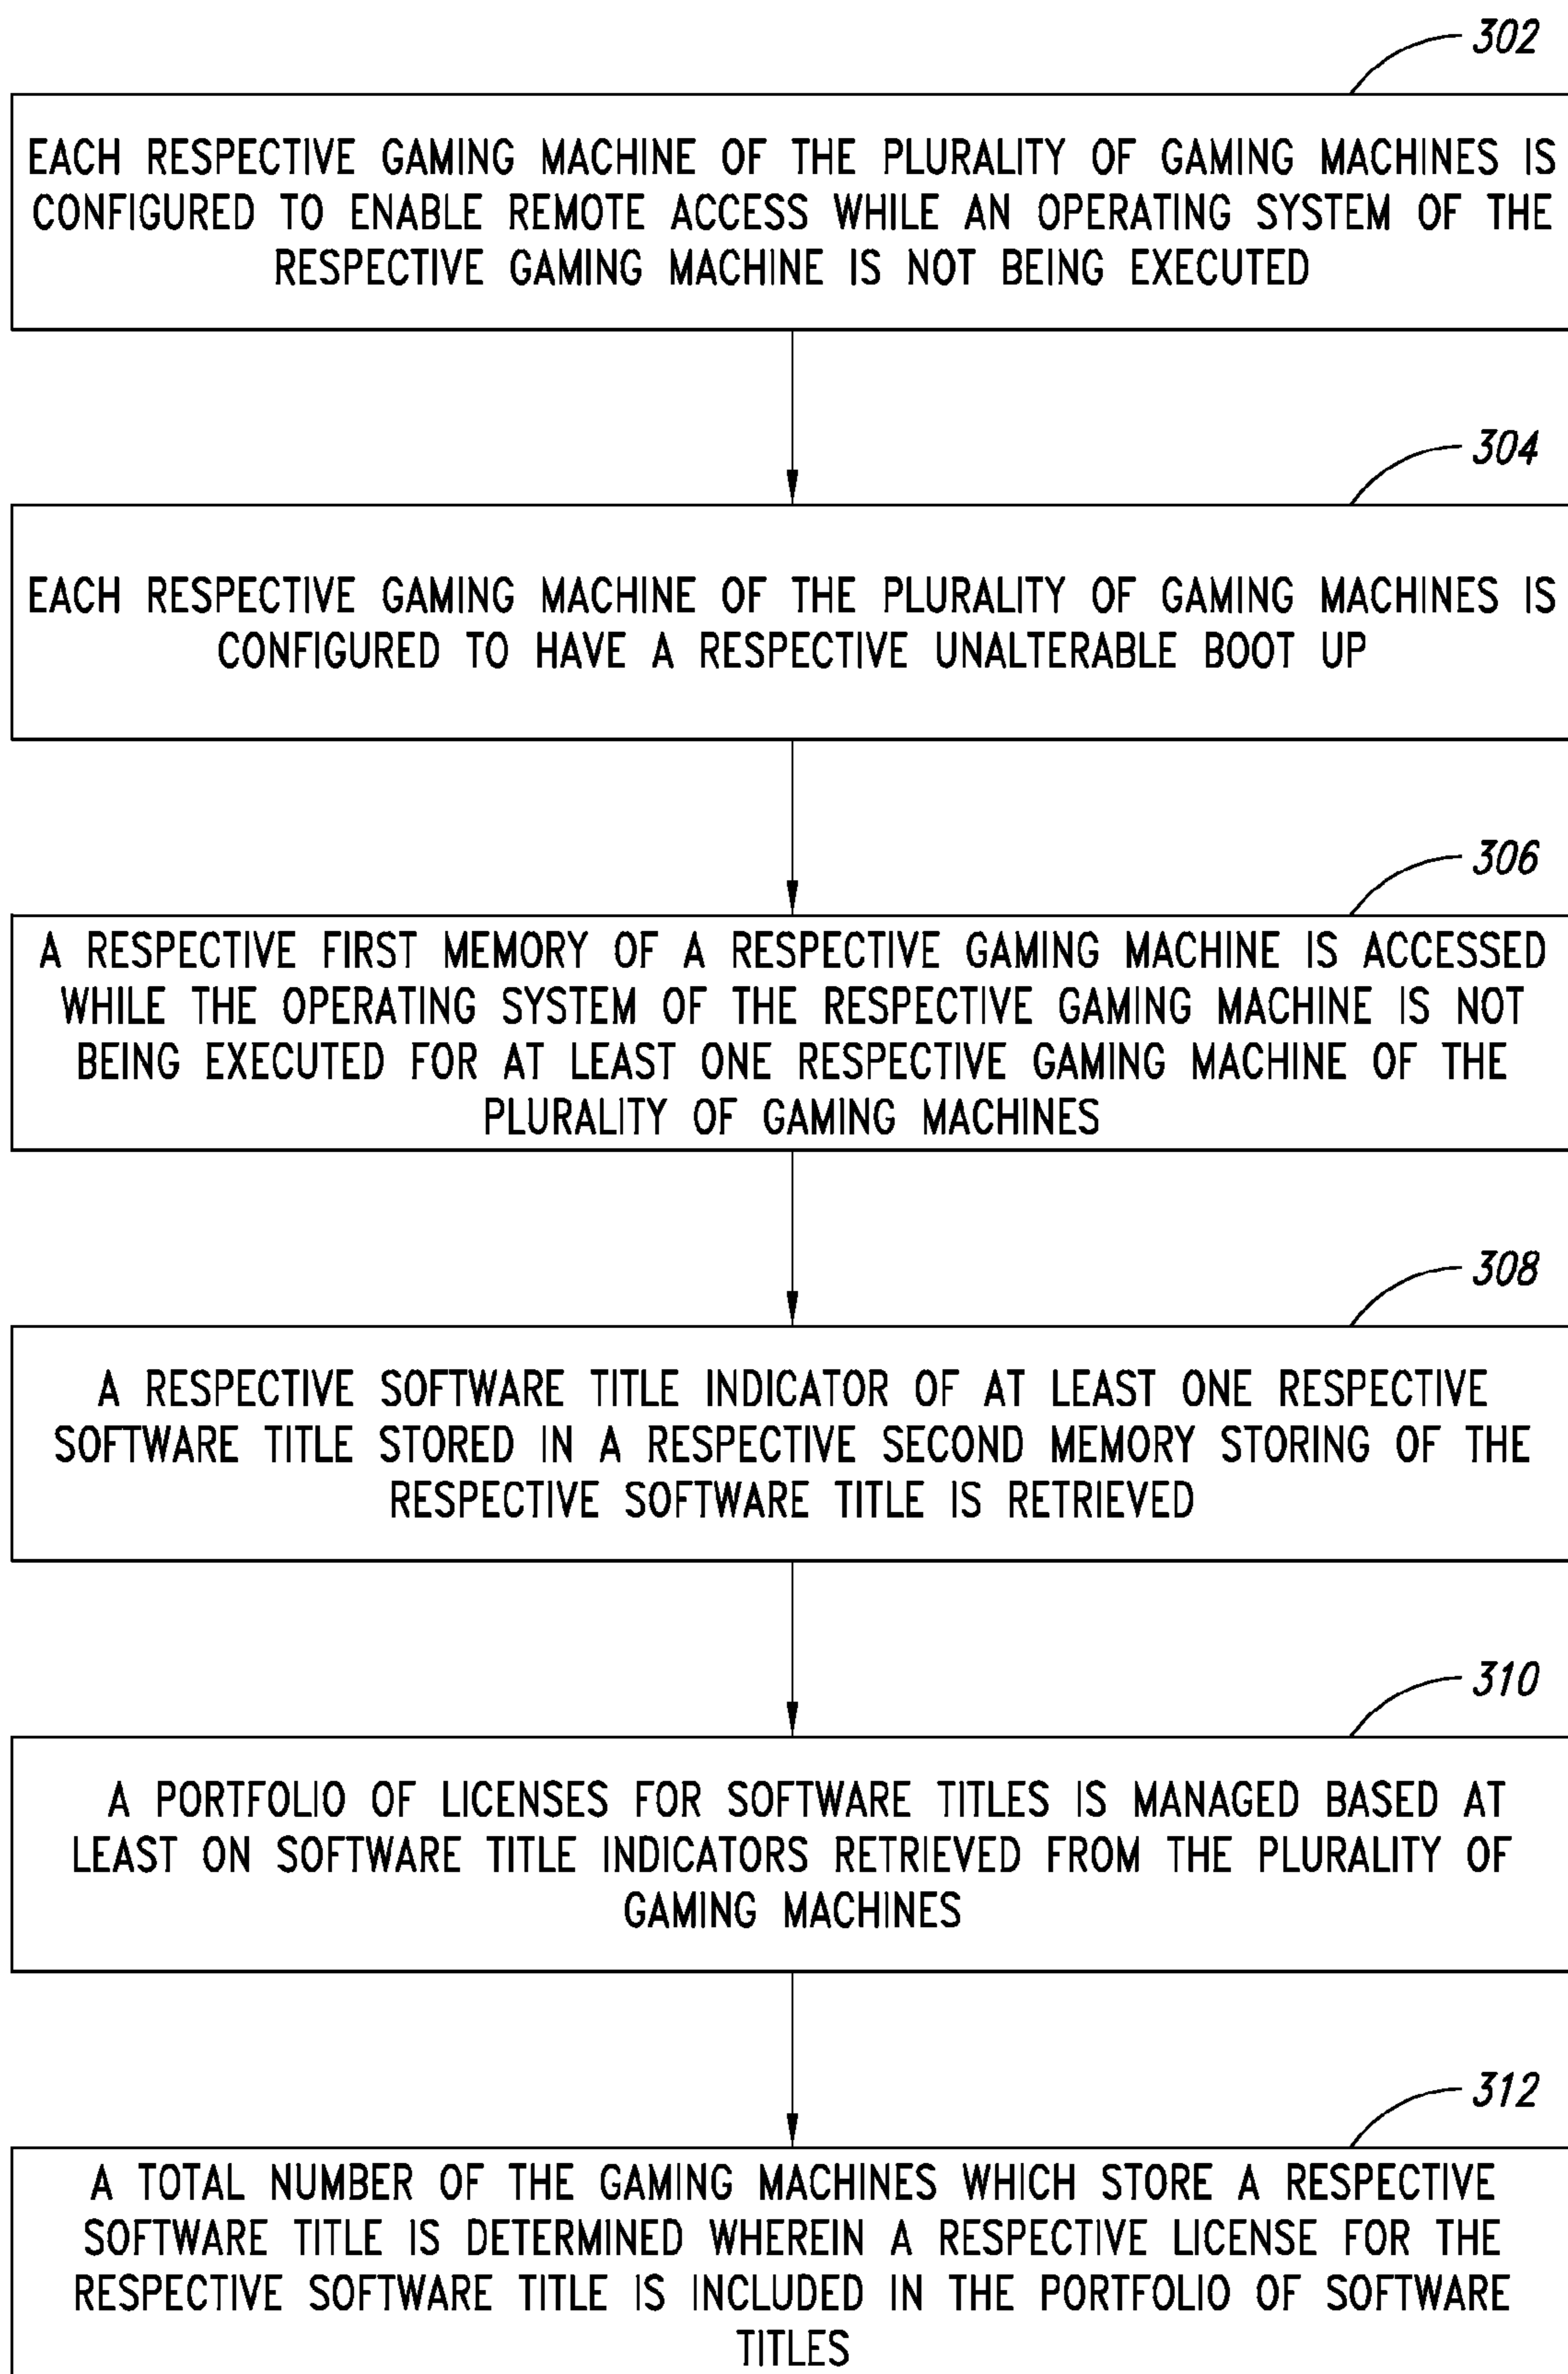 302
EACH RESPECTIVE GAMING MACHINE OF THE PLURALITY OF GAMING MACHINES IS
CONFIGURED TO ENABLE REMOTE ACCESS WHILE AN OPERATING SYSTEM OF THE
RESPECTIVE GAMING MACHINE IS NOT BEING EXECUTED
304
EACH RESPECTIVE GAMING MACHINE OF THE PLURALITY OF GAMING MACHINES IS
CONFIGURED TO HAVE A RESPECTIVE UNALTERABLE BOOT UP
306
A RESPECTIVE FIRST MEMORY OF A RESPECTIVE GAMING MACHINE IS ACCESSED
WHILE THE OPERATING SYSTEM OF THE RESPECTIVE GAMING MACHINE IS NOT
BEING EXECUTED FOR AT LEAST ONE RESPECTIVE GAMING MACHINE OF THE
PLURALITY OF GAMING MACHINES
308
A RESPECTIVE SOFTWARE TITLE INDICATOR OF AT LEAST ONE RESPECTIVE
SOFTWARE TITLE STORED IN A RESPECTIVE SECOND MEMORY STORING OF THE
RESPECTIVE SOFTWARE TITLE IS RETRIEVED
310
A PORTFOLIO OF LICENSES FOR SOFTWARE TITLES IS MANAGED BASED AT
LEAST ON SOFTWARE TITLE INDICATORS RETRIEVED FROM THE PLURALITY OF
GAMING MACHINES
312
A TOTAL NUMBER OF THE GAMING MACHINES WHICH STORE A RESPECTIVE
SOFTWARE TITLE IS DETERMINED WHEREIN A RESPECTIVE LICENSE FOR THE
RESPECTIVE SOFTWARE TITLE IS INCLUDED IN THE PORTFOLIO OF SOFTWARE
TITLES